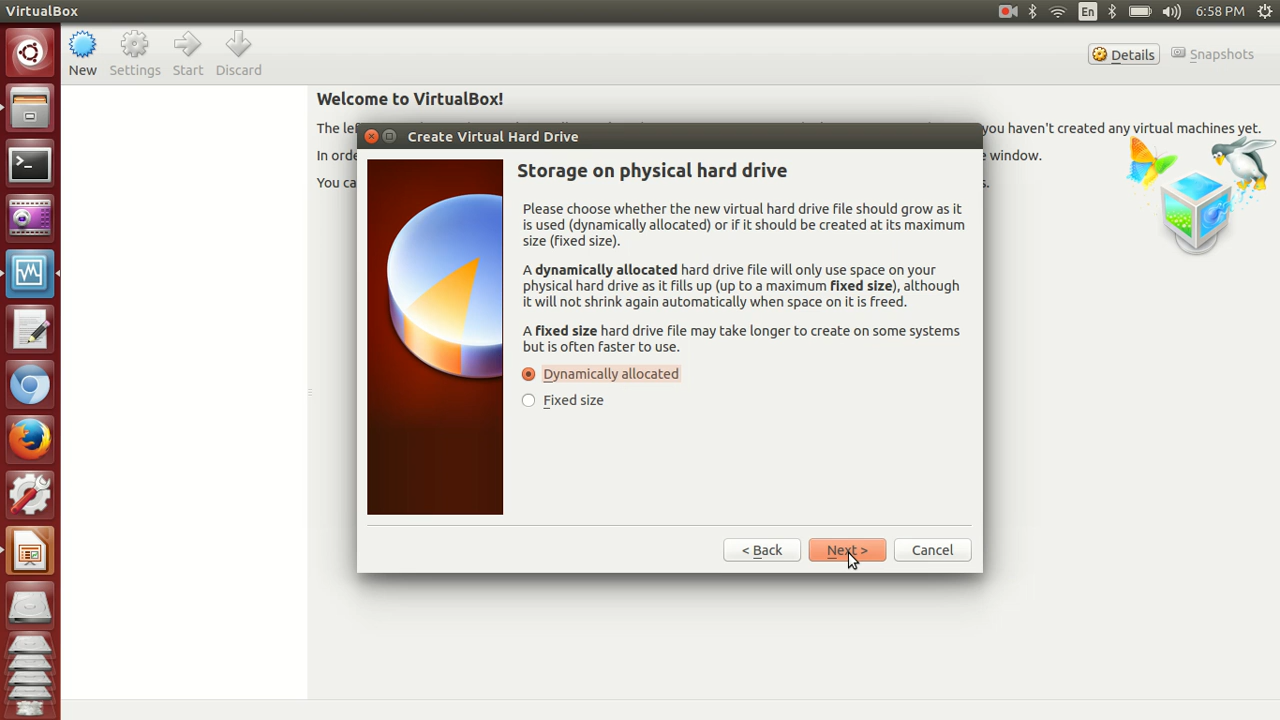 VirtualBox
En
6:58 PM
New
Settings
Start
Discard
Details
Snapshots
Welcome to VirtualBox!
The
you haven't created any virtual machines yet.
In
window.
You
Create Virtual Hard Drive
Storage on physical hard drive
Please choose whether the new virtual hard drive file should grow as it
is used (dynamically allocated) or if it should be created at its maximum
size (fixed size).
A dynamically allocated hard drive file will only use space on your
physical hard drive as it fills up (up to a maximum fixed size), although
it will not shrink again automatically when space on it is freed.
A fixed size hard drive file may take longer to create on some systems
but is often faster to use.
Dynamically allocated
Fixed size
< Back
Next >
Cancel